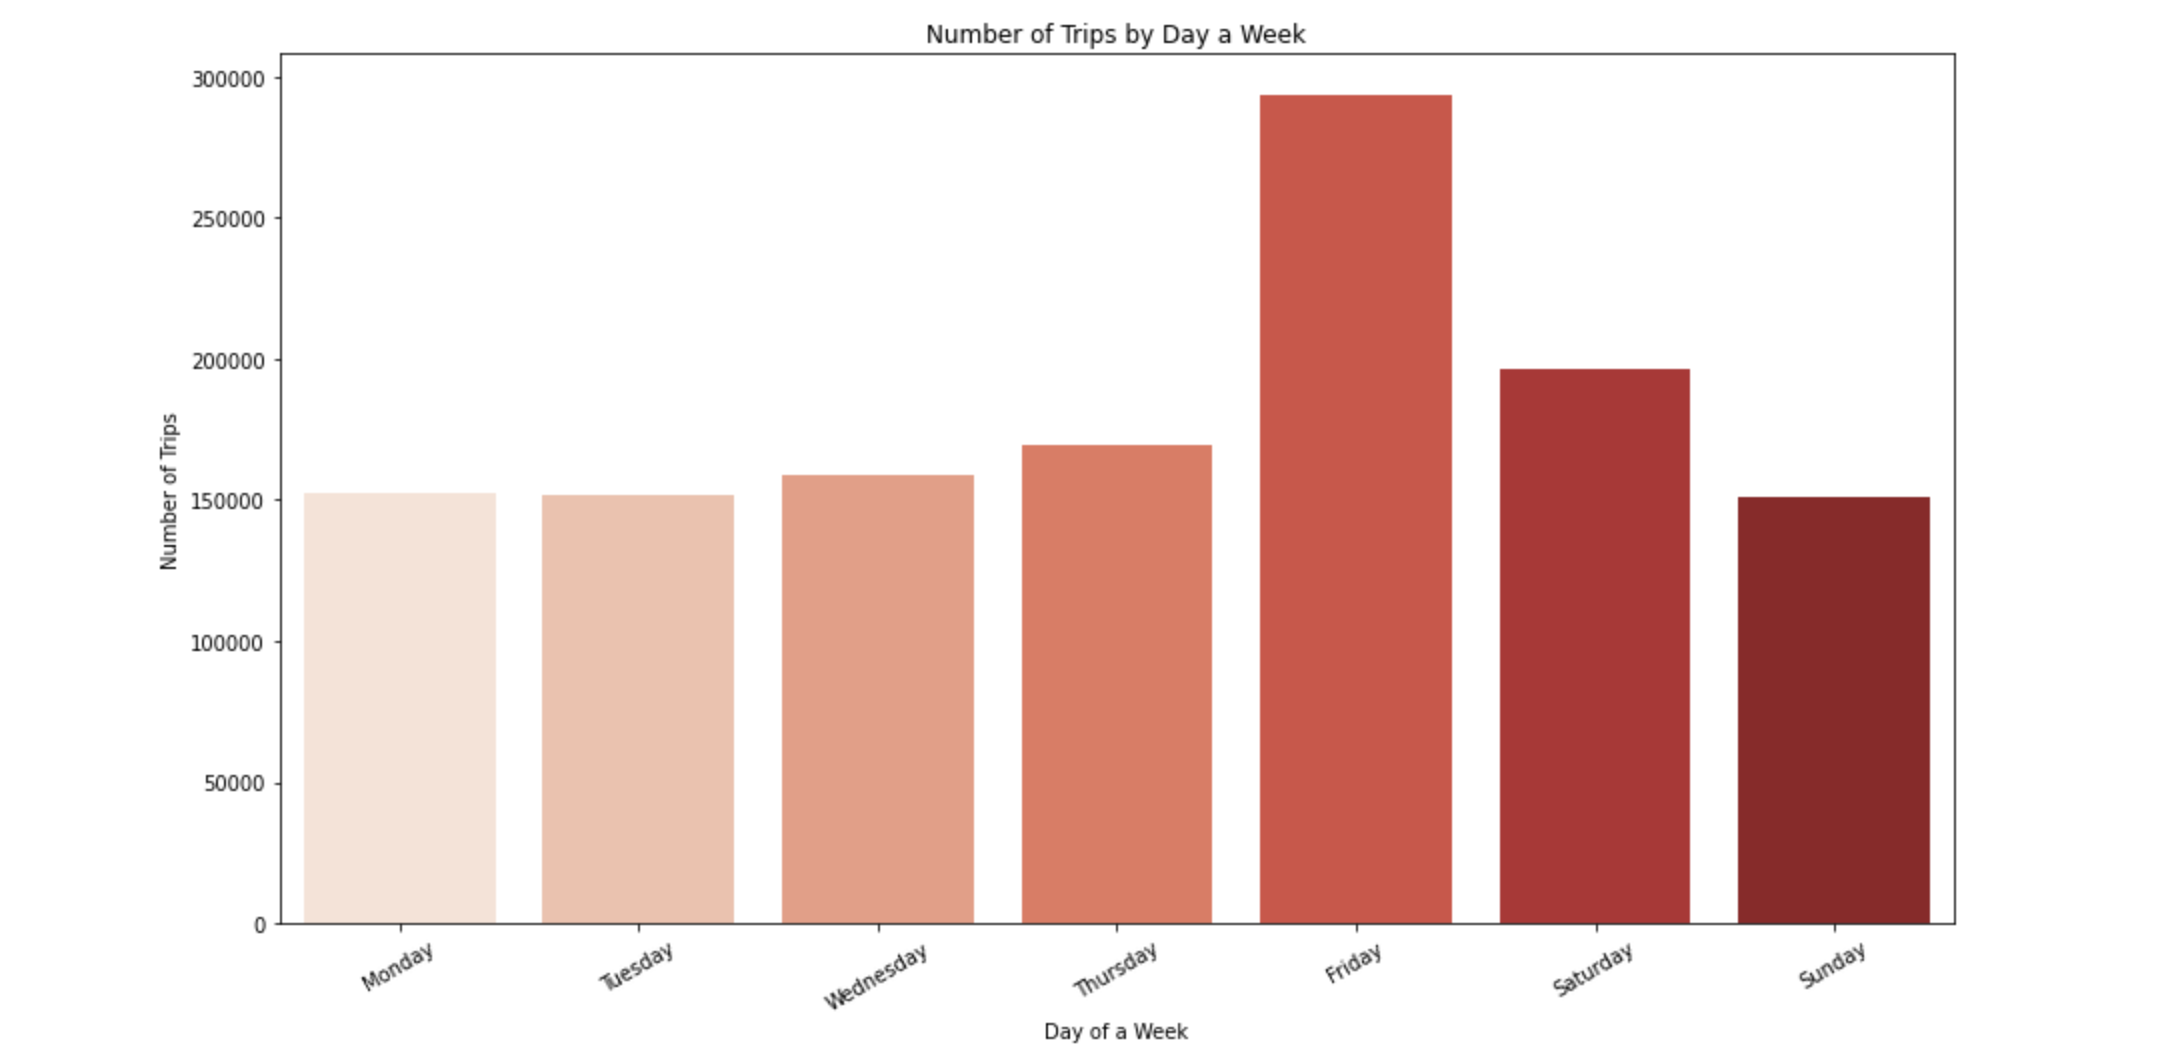 Number of Trips by Day a Week
300000
250000
200000
150000
100000
50000
0
Number of Trips
Monday
Tuesday
Wednesday
Thursday
Friday
Saturday
Sunday
Day of a Week